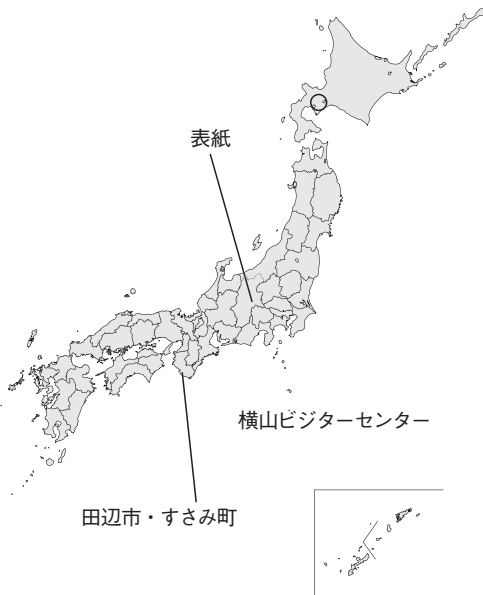 表紙
横山ビジターセンター
田辺市・すさみ町